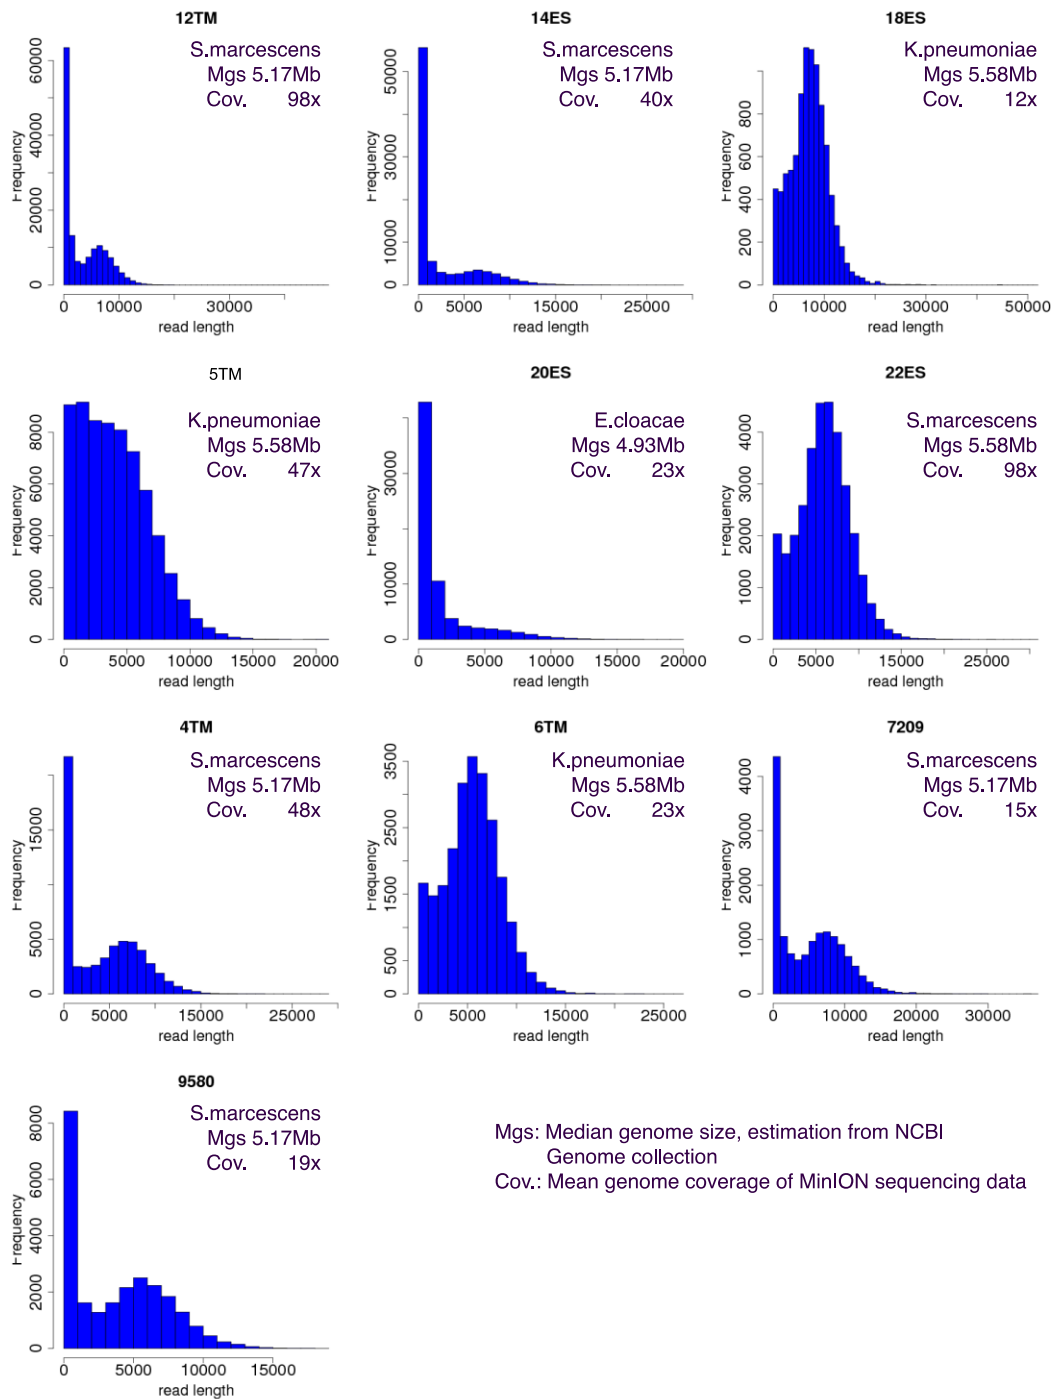 12TM
S.marcescens
Mgs 5.17Mb
Cov. 98x
Frequency
0 10000 20000 30000 40000 50000 60000
0 10000 30000
read length
14ES
S.marcescens
Mgs 5.17Mb
Cov. 40x
Frequency
0 10000 30000 50000
0 5000 15000 25000
read length
18ES
K.pneumoniae
Mgs 5.58Mb
Cov. 12x
Frequency
0 200 400 600 800
0 10000 20000 30000 40000 50000
read length
5TM
K.pneumoniae
Mgs 5.58Mb
Cov. 47x
Frequency
0 2000 4000 6000 8000
0 5000 10000 15000 20000
read length
20ES
E.cloacae
Mgs 4.93Mb
Cov. 23x
Frequency
0 10000 30000
0 5000 10000 15000 20000
read length
22ES
S.marcescens
Mgs 5.58Mb
Cov. 98x
Frequency
0 1000 2000 3000 4000
0 5000 15000 25000
read length
4TM
S.marcescens
Mgs 5.17Mb
Cov. 48x
Frequency
0 5000 15000
0 5000 15000 25000
read length
6TM
K.pneumoniae
Mgs 5.58Mb
Cov. 23x
Frequency
0 500 1500 2500 3500
0 5000 15000 25000
read length
7209
S.marcescens
Mgs 5.17Mb
Cov. 15x
Frequency
0 1000 2000 3000 4000
0 10000 20000 30000
read length
9580
S.marcescens
Mgs 5.17Mb
Cov. 19x
Frequency
0 2000 4000 6000 8000
0 5000 10000 15000
read length
Mgs: Median genome size, estimation from NCBI
Genome collection
Cov.: Mean genome coverage of MinION sequencing data